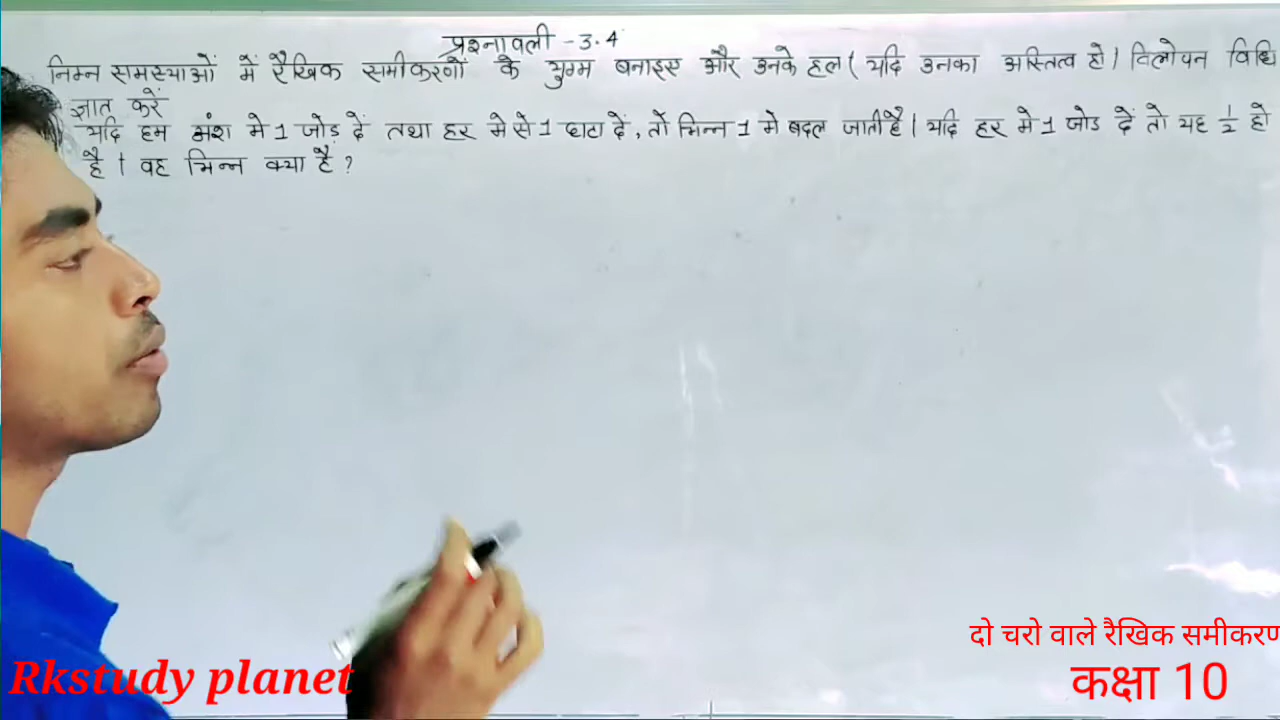 प्रश्नावली - 3.4
निम्न समस्याओं में रैखिक समीकरणों के युग्म बनाइए और उनके हल ( यदि उनका अस्तित्व हो ) विलोपन विधि
ज्ञात करें
यदि हम अंश मे 1 जोड़ दें तथा हर मे से 1 घटा दें, तो भिन्न 1 मे बदल जाती है । यदि हर मे 1 जोड दें तो यह 1/2 हो
है । वह भिन्न क्या है ?
दो चरो वाले रैखिक समीकरण
Rkstudy planet
कक्षा 10